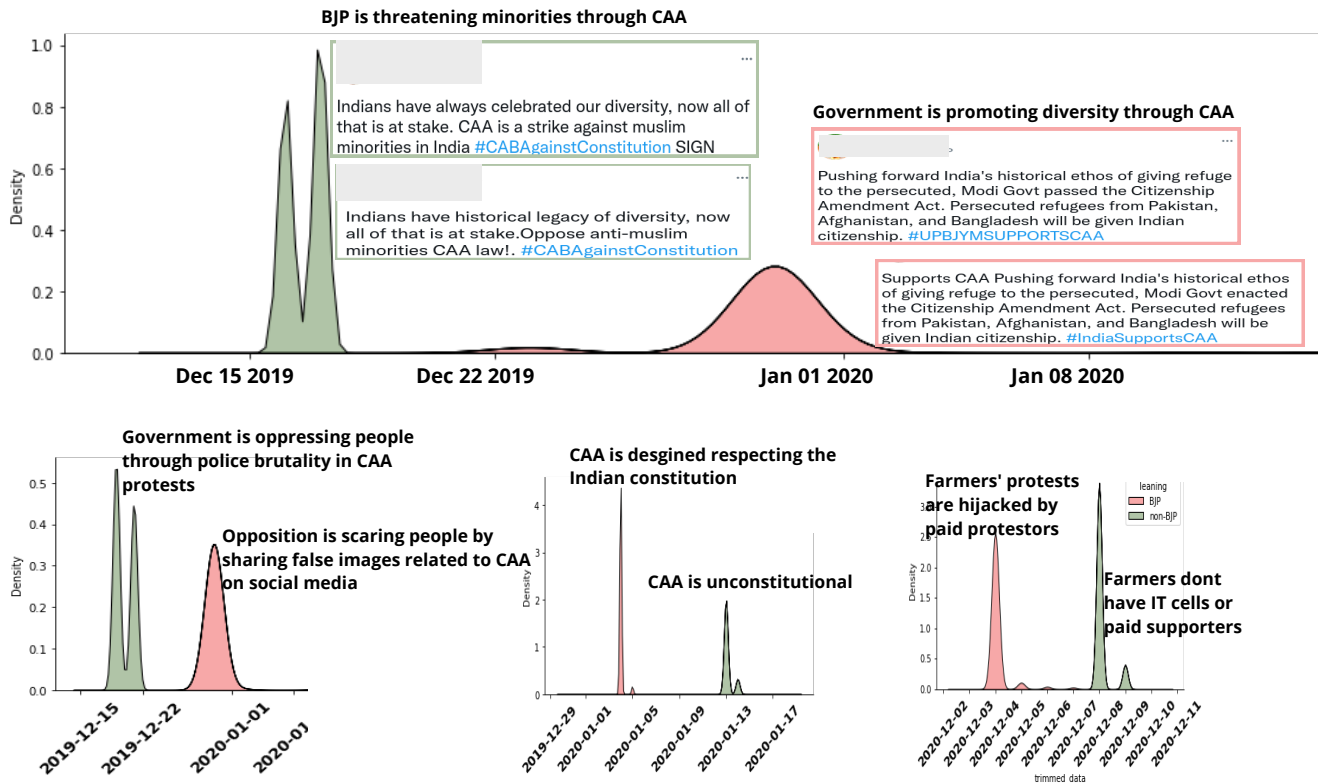 BJP is threatening minorities through CAA
1.0
0.8
0.6
0.4
0.2
0.0
Density
Indians have always celebrated our diversity, now all of
that is at stake. CAA is a strike against muslim
minorities in India #CABAgainstConstitution SIGN
Indians have historical legacy of diversity, now
all of that is at stake.Oppose anti-muslim
minorities CAA law!. #CABAgainstConstitution
Government is promoting diversity through CAA
Pushing forward India's historical ethos of giving refuge
to the persecuted, Modi Govt passed the Citizenship
Amendment Act. Persecuted refugees from Pakistan,
Afghanistan, and Bangladesh will be given Indian
citizenship. #UPBJYMSUPPORTSCAA
Supports CAA Pushing forward India's historical ethos
of giving refuge to the persecuted, Modi Govt enacted
the Citizenship Amendment Act. Persecuted refugees
from Pakistan, Afghanistan, and Bangladesh will be
given Indian citizenship. #IndiaSupportsCAA
Dec 15 2019
Dec 22 2019
Jan 01 2020
Jan 08 2020
Government is oppressing people
through police brutality in CAA
protests
Opposition is scaring people by
sharing false images related to CAA
on social media
0.5
0.4
0.3
0.2
0.1
0.0
Density
2019-12-15
2019-12-22
2020-01-01
2020-01
CAA is desgined respecting the
Indian constitution
CAA is unconstitutional
4
3
2
1
0
Density
2019-12-29
2020-01-01
2020-01-05
2020-01-09
2020-01-13
2020-01-17
Farmers' protests
are hijacked by
paid protestors
leaning
BJP
non-BJP
Farmers dont
have IT cells or
paid supporters
2.5
2.0
1.5
1.0
0.5
0.0
Density
2020-12-02
2020-12-03
2020-12-04
2020-12-05
2020-12-06
2020-12-07
2020-12-08
2020-12-09
2020-12-10
2020-12-11
trimmed_data